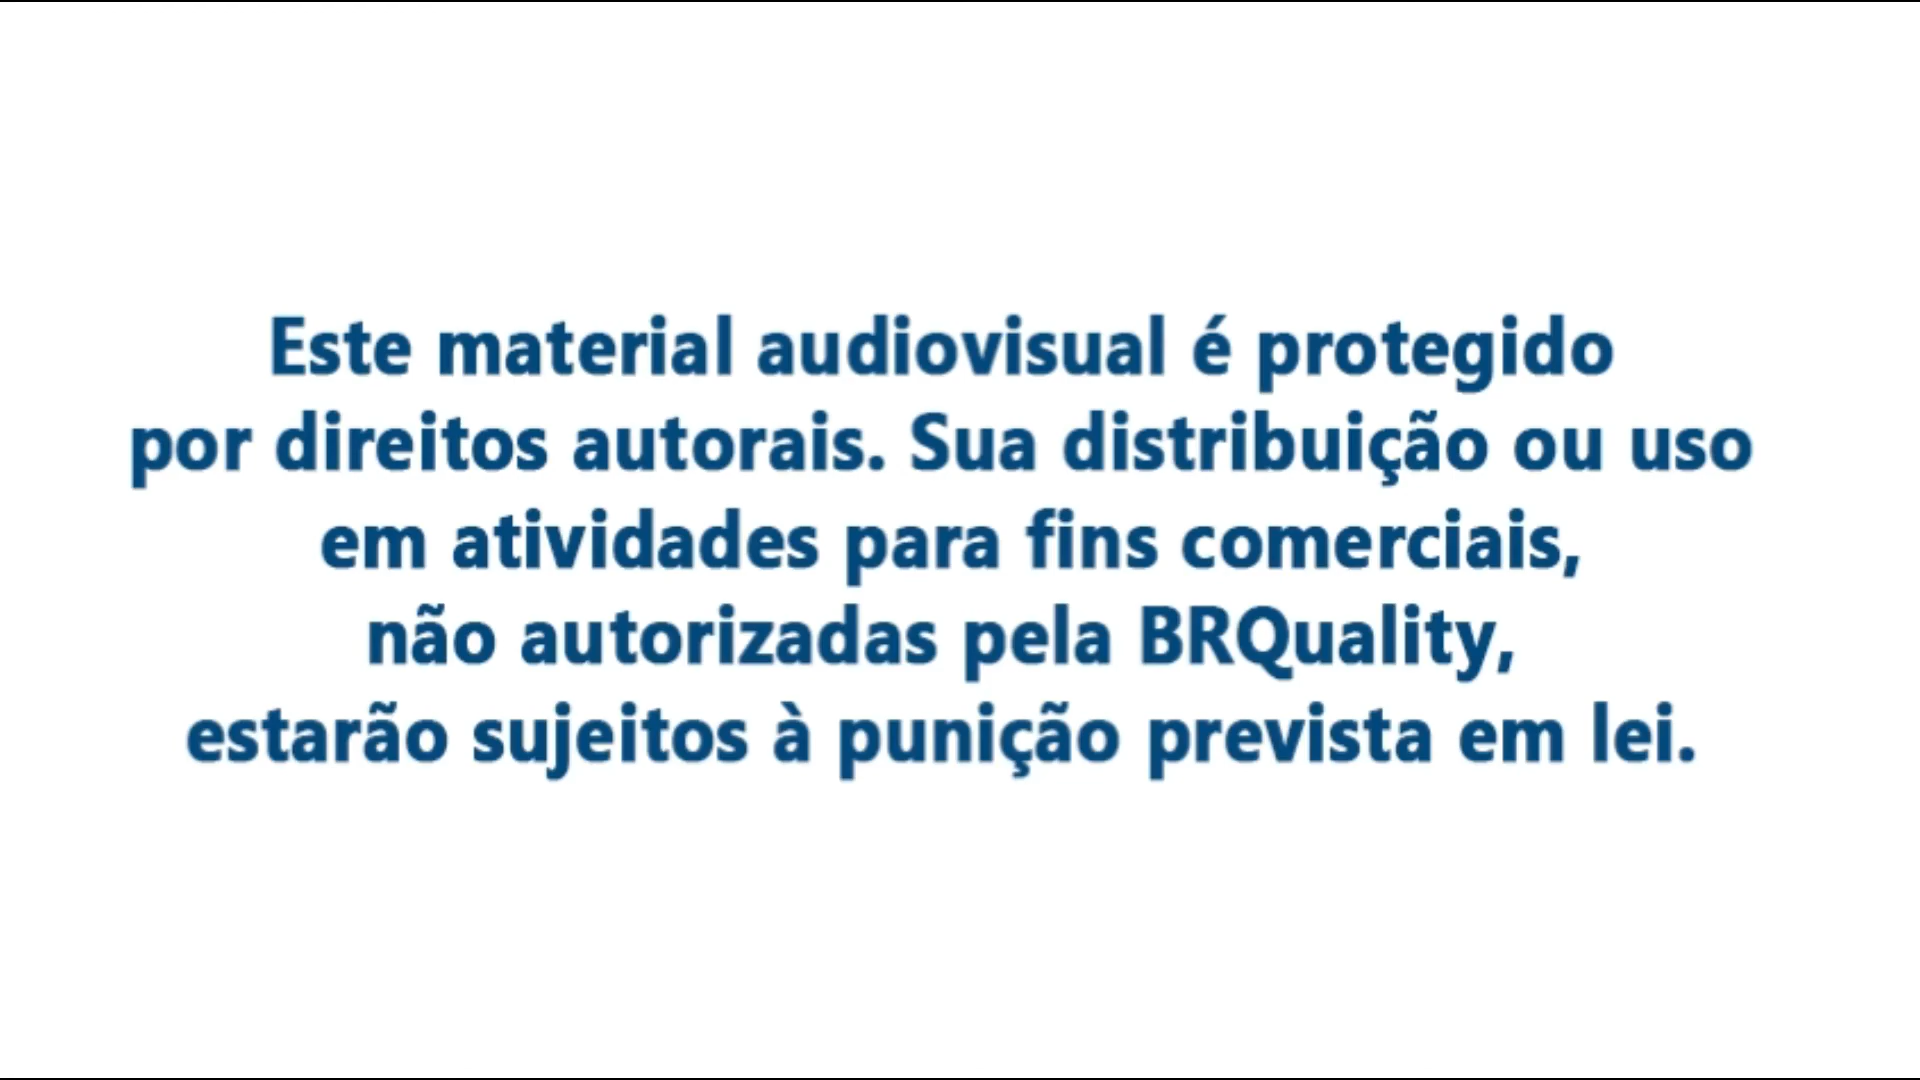 Este material audiovisual é protegido
por direitos autorais. Sua distribuição ou uso
em atividades para fins comerciais,
não autorizadas pela BRQuality,
estarão sujeitos à punição prevista em lei.